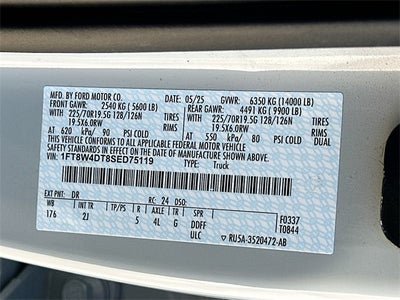 MFD. BY FORD MOTOR CO.
05/25 GVWR: 6350 KG (14000 LB)
FRONT GAWR: 2540 KG (5600 LB)
REAR GAWR: 4491 KG (9900 LB)
WITH TIRES WITH TIRES
225/70R19.5G 128/126N 225/70R19.5G 128/126N
19.5X6.0RW RIMS 19.5X6.0RW RIMS
AT 620 kPa/ 90 PSI COLD AT 550 kPa/ 80 PSI COLD
THIS VEHICLE CONFORMS TO ALL APPLICABLE FEDERAL MOTOR VEHICLE
SAFETY STANDARDS IN EFFECT ON THE DATE OF MANUFACTURE SHOWN ABOVE.
VIN: 1FT8W4DT8SED75119 TYPE: Truck
EXT PNT: DR RC: 24 DSO: F0337
WB INT TR TP/PS R AXLE TR SPR T0844
176 2J 5 4L G DDFF
ULC RU5A-3520472-AB